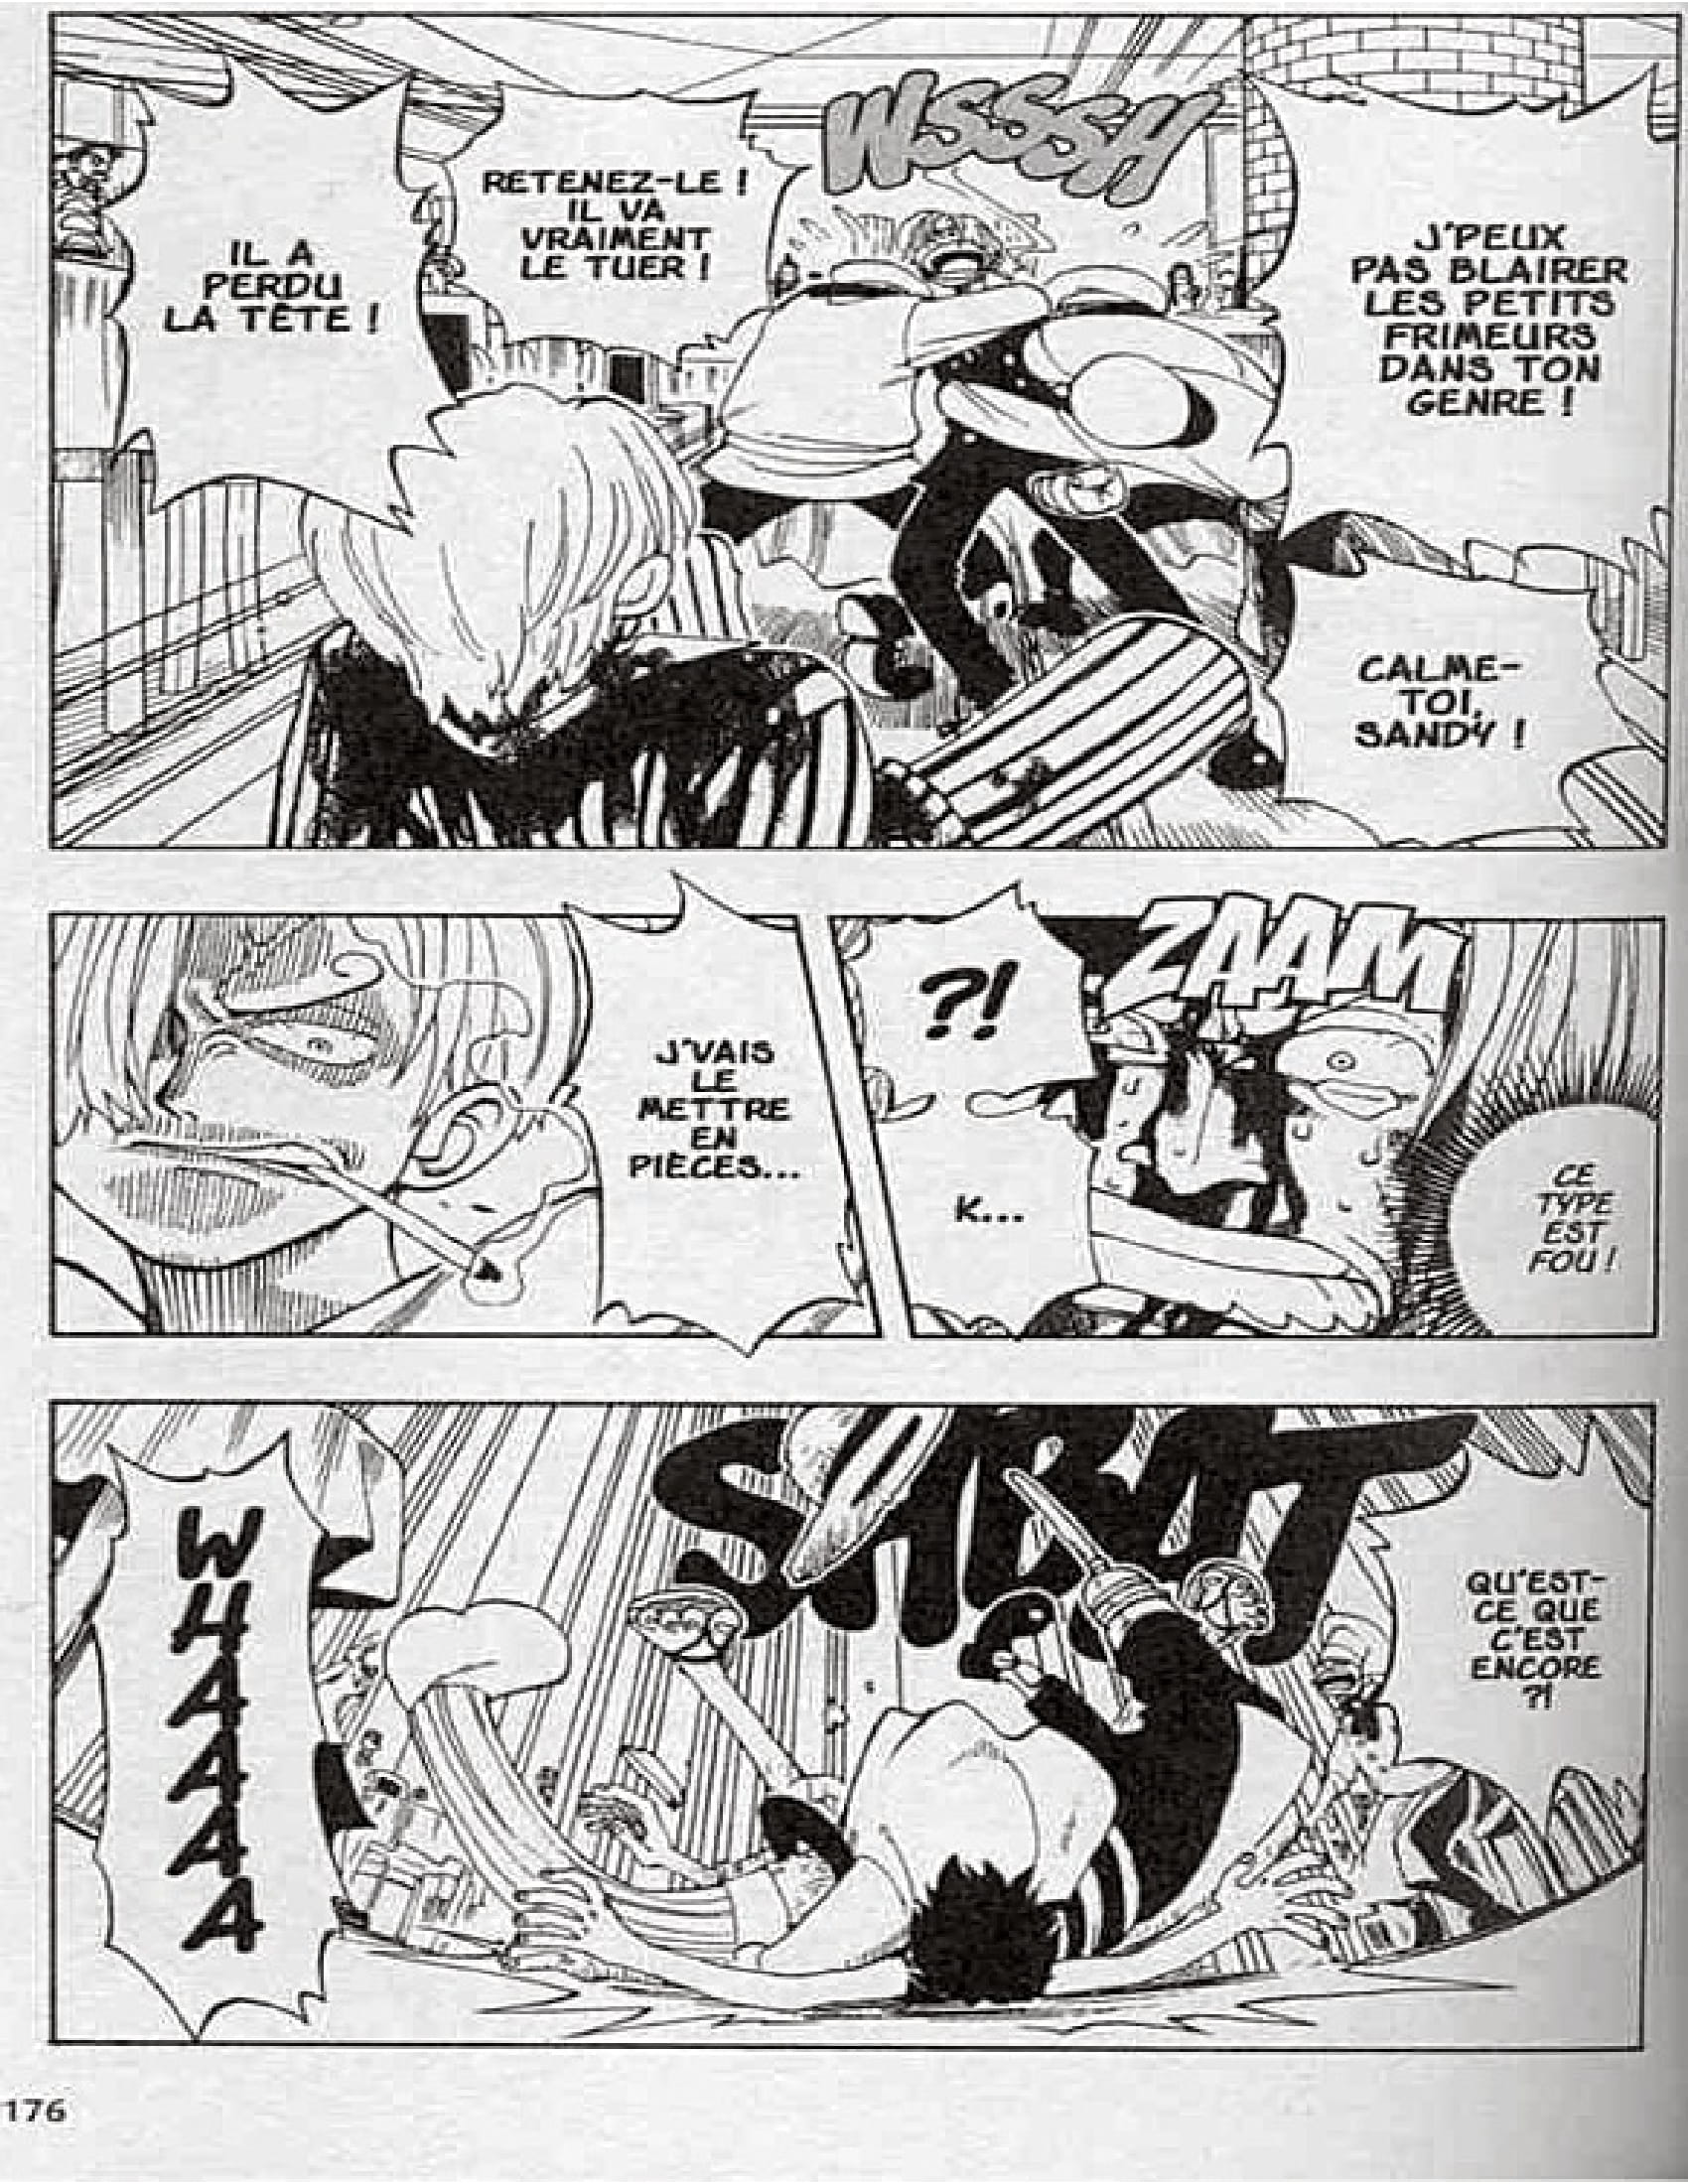 WSSSH
J'PEUX
PAS BLAIRER
LES PETITS
FRIMEURS
DANS TON
GENRE !
CALME-
TOI,
SANDY !
RETENEZ-LE !
IL VA
VRAIMENT
LE TUER !
IL A
PERDU
LA TÊTE !
ZAAM
CE
TYPE
EST
FOU !
?!
K...
J'VAIS
LE
METTRE
EN
PIÈCES...
QU'EST-
CE QUE
C'EST
ENCORE
?!
SHBAT
WUAAAA
176